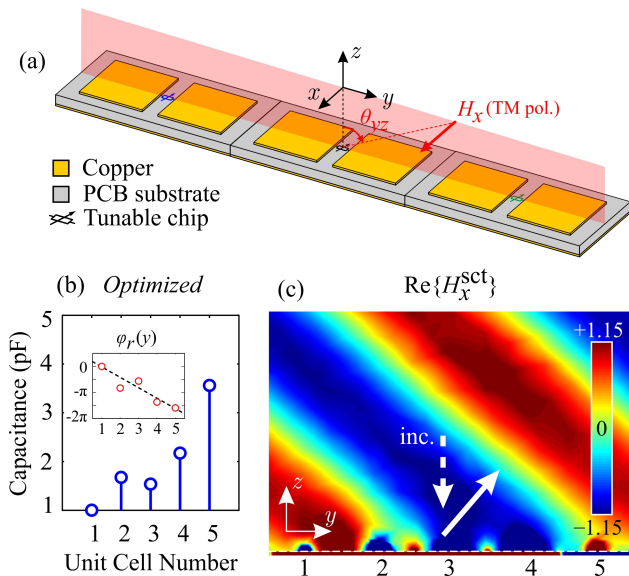 (a)
z
x
y
θyz
Hx (TM pol.)
Copper
PCB substrate
Tunable chip
(b) Optimized
Capacitance (pF)
5
4
3
2
1
φr(y)
0
-π
-2π
1 2 3 4 5
1 2 3 4 5
Unit Cell Number
(c) Re{Hxsct}
+1.15
0
−1.15
inc.
z
y
1 2 3 4 5